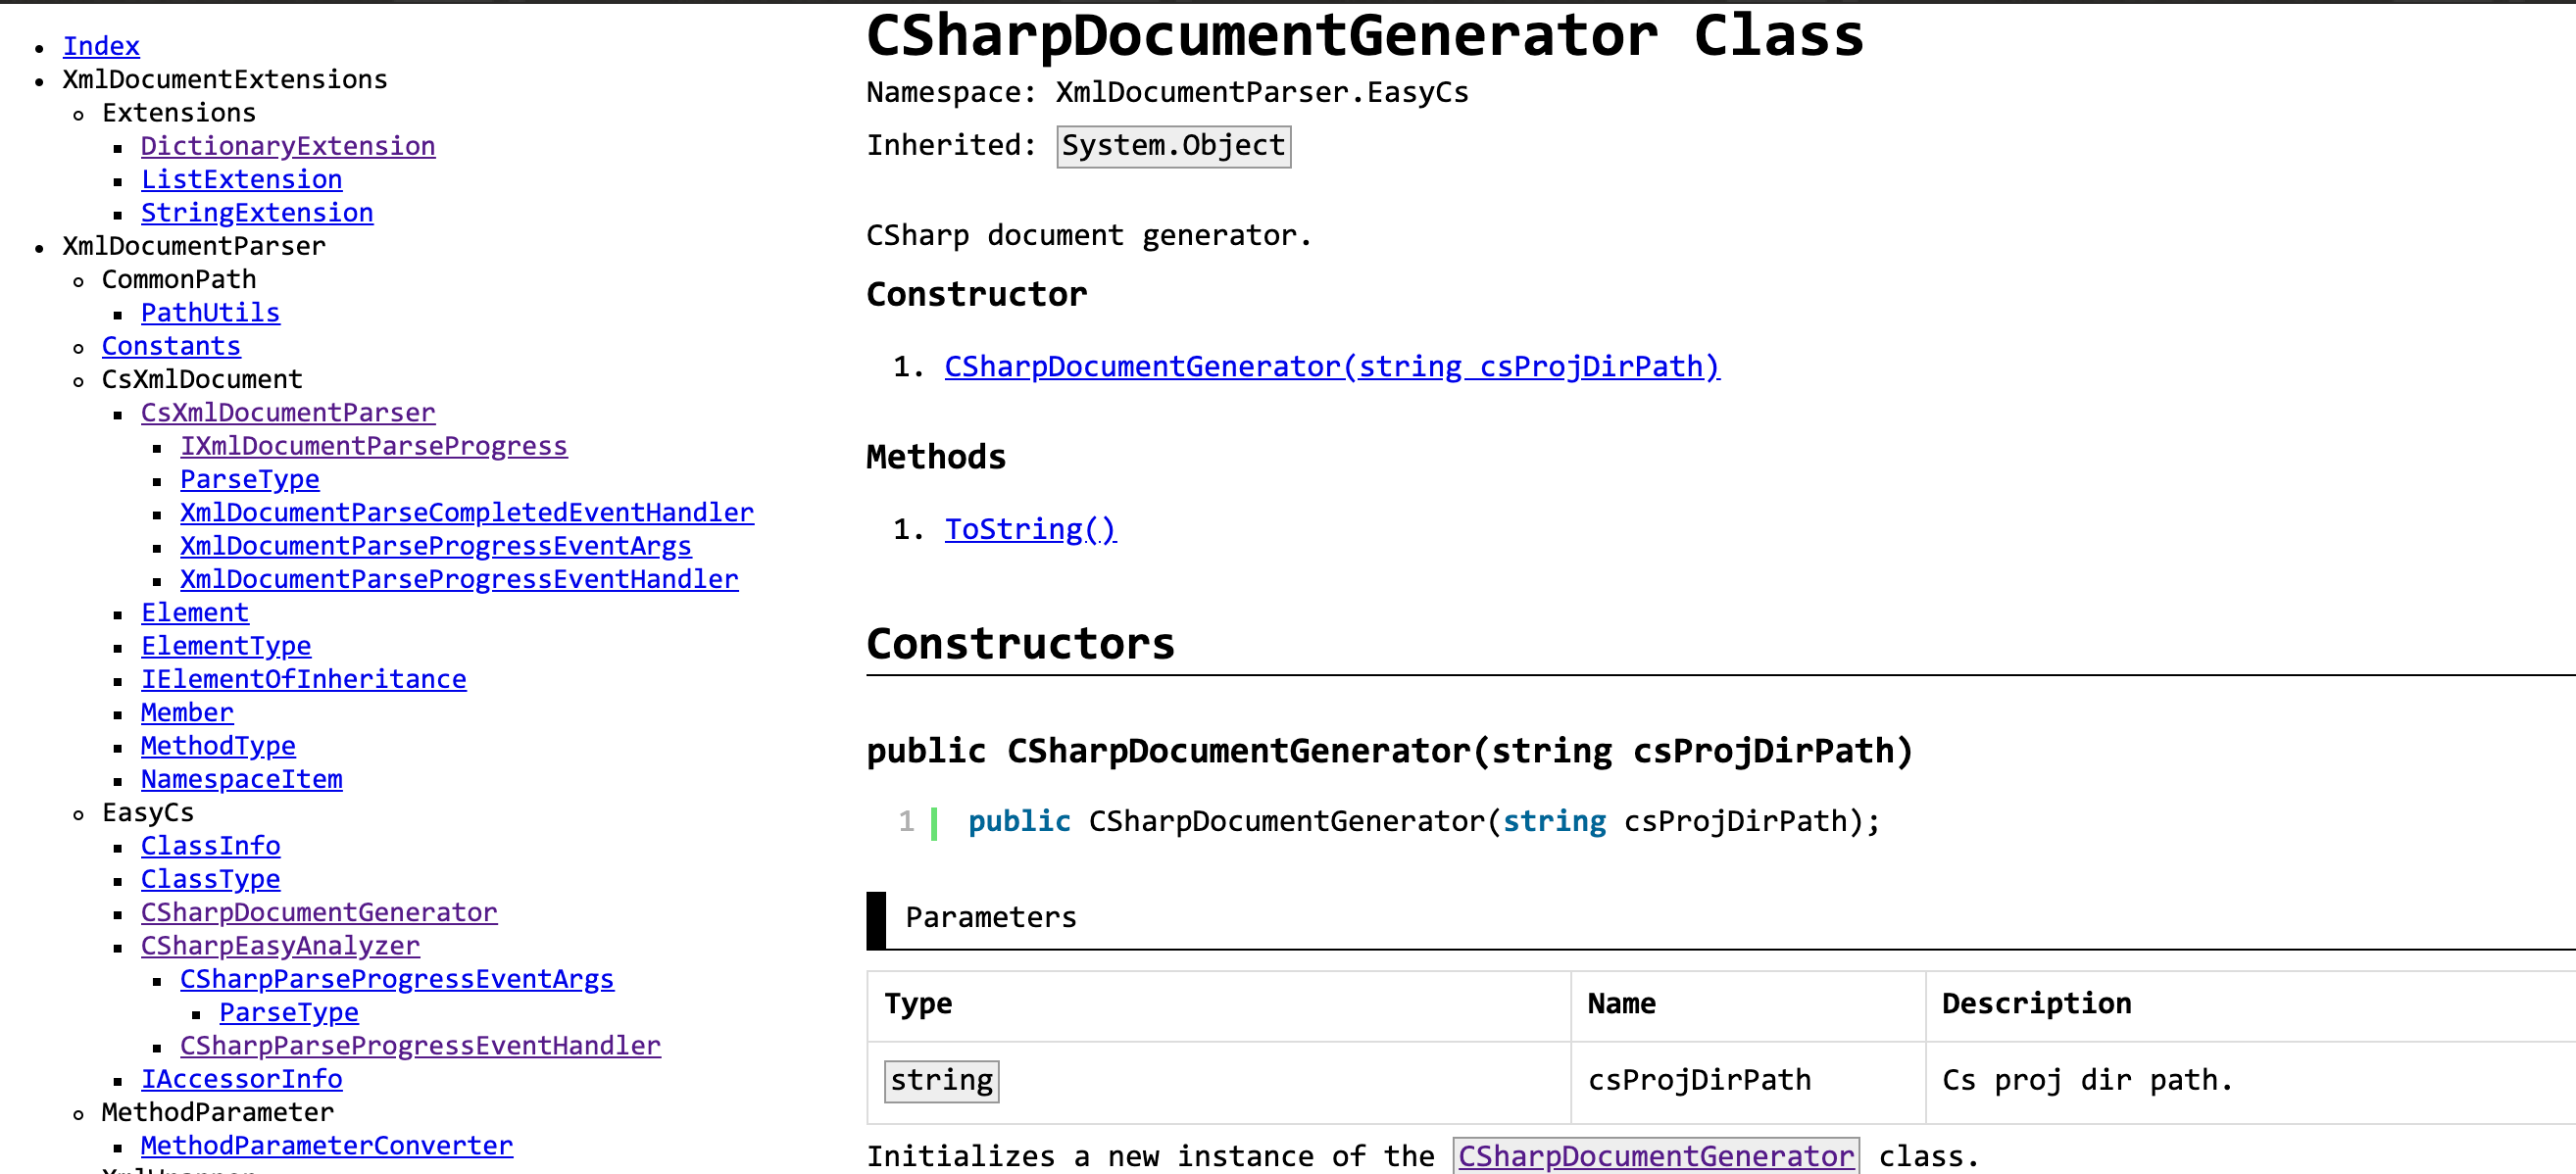 Index
XmlDocumentExtensions
Extensions
DictionaryExtension
ListExtension
StringExtension
XmlDocumentParser
CommonPath
PathUtils
Constants
CsXmlDocument
CsXmlDocumentParser
IXmlDocumentParseProgress
ParseType
XmlDocumentParseCompletedEventHandler
XmlDocumentParseProgressEventArgs
XmlDocumentParseProgressEventHandler
Element
ElementType
IElementOfInheritance
Member
MethodType
NamespaceItem
EasyCs
ClassInfo
ClassType
CSharpDocumentGenerator
CSharpEasyAnalyzer
CSharpParseProgressEventArgs
ParseType
CSharpParseProgressEventHandler
IAccessorInfo
MethodParameter
MethodParameterConverter
CSharpDocumentGenerator Class
Namespace: XmlDocumentParser.EasyCs
Inherited: System.Object
CSharp document generator.
Constructor
1. CSharpDocumentGenerator(string csProjDirPath)
Methods
1. ToString()
Constructors
public CSharpDocumentGenerator(string csProjDirPath)
1 public CSharpDocumentGenerator(string csProjDirPath);
Parameters
Type Name Description
string csProjDirPath Cs proj dir path.
Initializes a new instance of the CSharpDocumentGenerator class.